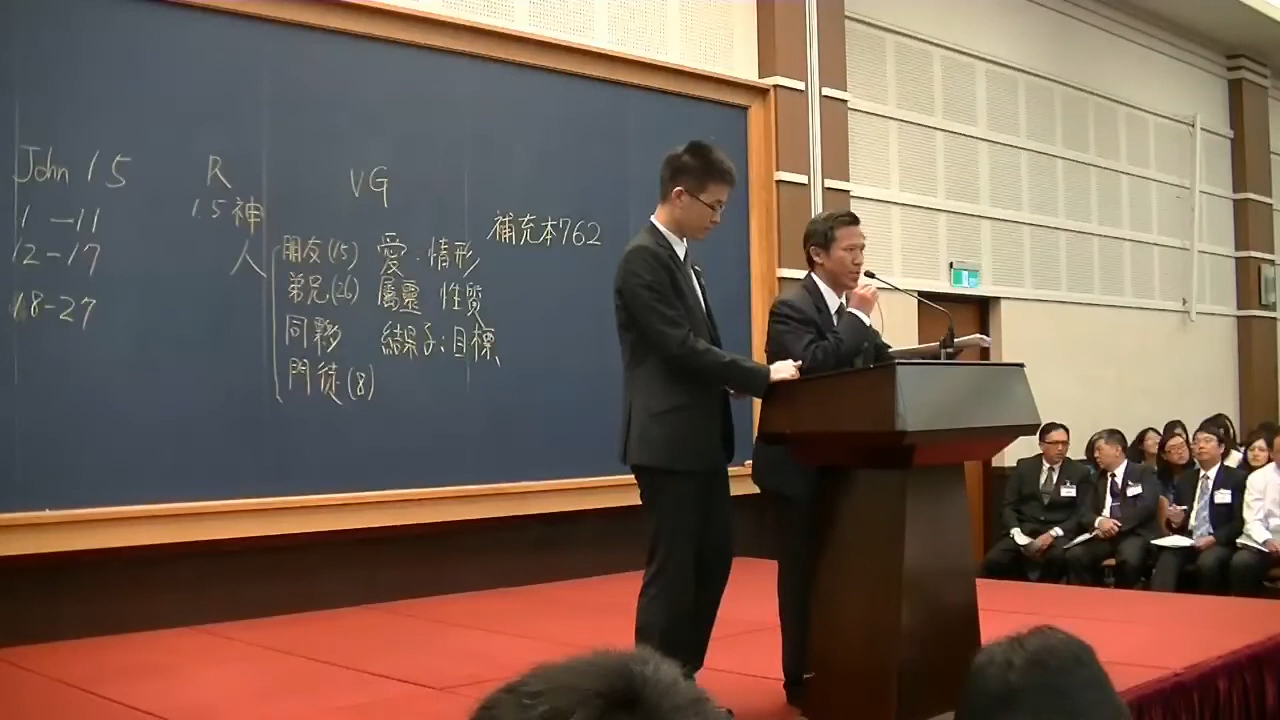 John 15
1 – 11
12 – 17
18 – 27
R
1.5 神
人
VG
朋友 (15) 愛 . 情形
弟兄 (26) 屬靈 性質
同夥 結果子 : 目標
門徒 (8)
補充本762